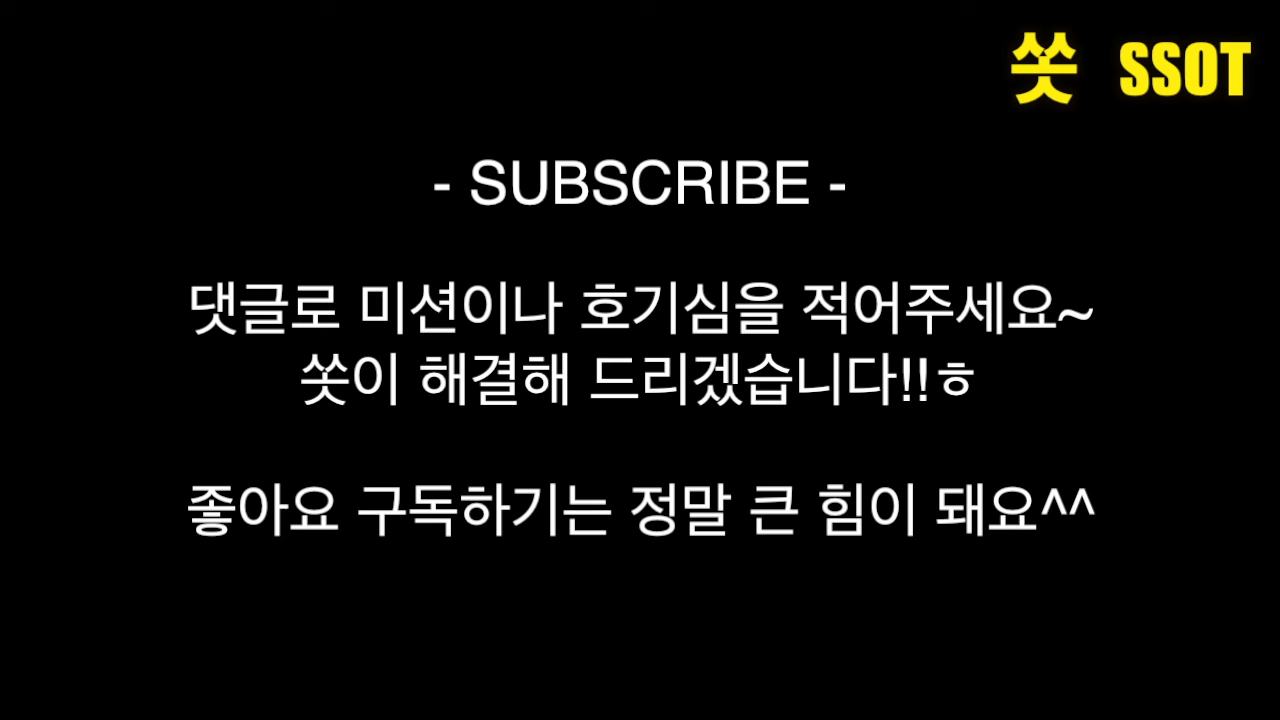 쏫 SSOT
- SUBSCRIBE -
댓글로 미션이나 호기심을 적어주세요~
쏫이 해결해 드리겠습니다!!ㅎ
좋아요 구독하기는 정말 큰 힘이 돼요^^